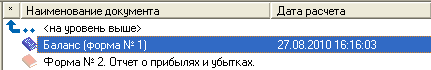 × Наименование документа Дата расчета
.. <на уровень выше>
Баланс (Форма № 1) 27.08.2010 16:16:03
Форма № 2. Отчет о прибылях и убытках.